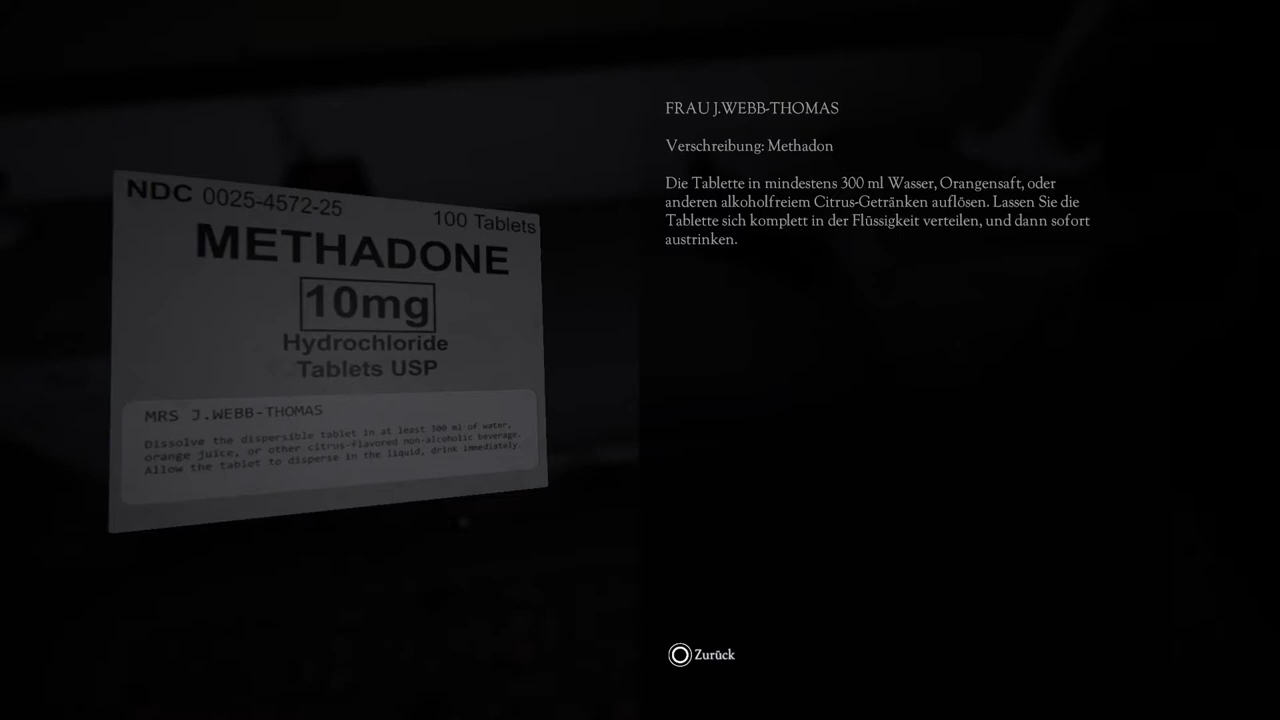 NDC 0025-4572-25
100 Tablets
METHADONE
10mg
Hydrochloride
Tablets USP
MRS J.WEBB-THOMAS
Dissolve the dispersible tablet in at least 300 ml of water,
orange juice, or other citrus-flavored non-alcoholic beverage.
Allow the tablet to disperse in the liquid, drink immediately.
FRAU J.WEBB-THOMAS
Verschreibung: Methadon
Die Tablette in mindestens 300 ml Wasser, Orangensaft, oder
anderen alkoholfreiem Citrus-Getränken auflösen. Lassen Sie die
Tablette sich komplett in der Flüssigkeit verteilen, und dann sofort
austrinken.
Zurück